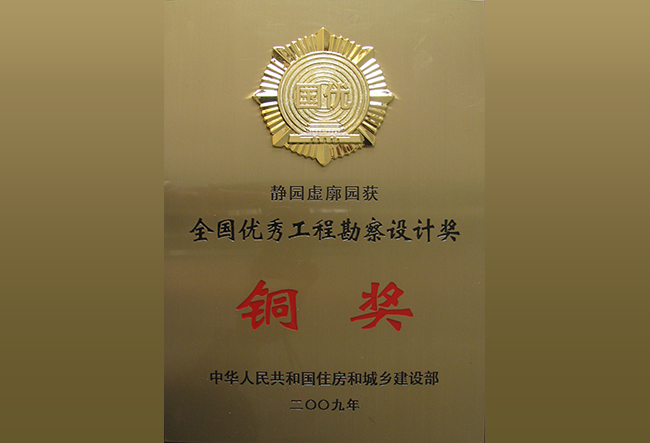 国优
静园虚廓园获
全国优秀工程勘察设计奖
铜奖
中华人民共和国住房和城乡建设部
二〇〇九年